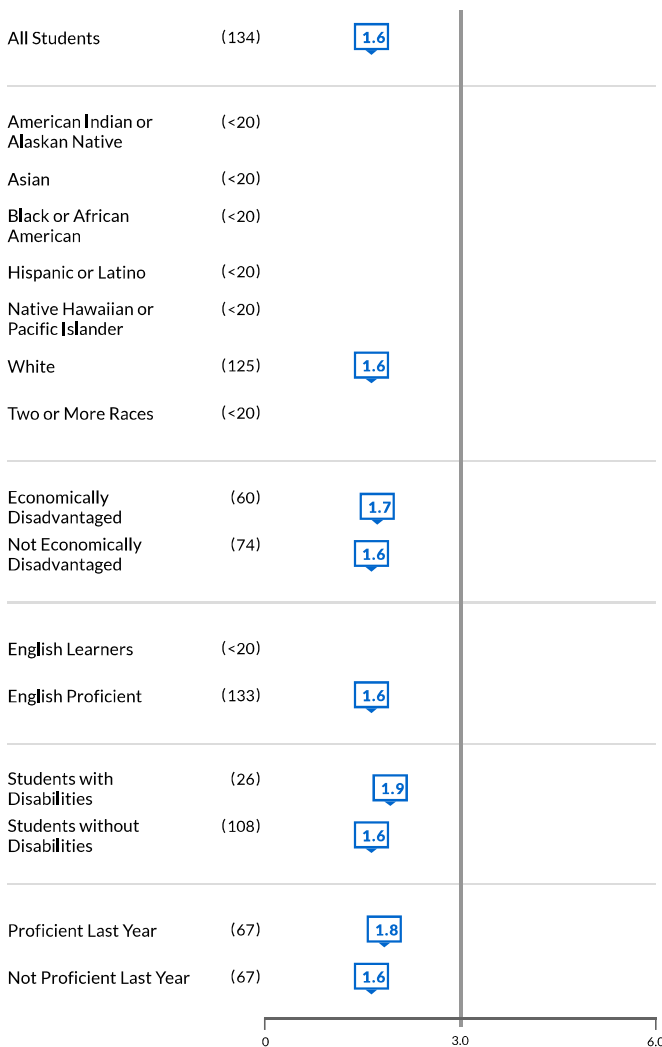 All Students (134) 1.6
American Indian or (<20)
Alaskan Native
Asian (<20)
Black or African (<20)
American
Hispanic or Latino (<20)
Native Hawaiian or (<20)
Pacific Islander
White (125) 1.6
Two or More Races (<20)
Economically (60) 1.7
Disadvantaged
Not Economically (74) 1.6
Disadvantaged
English Learners (<20)
English Proficient (133) 1.6
Students with (26) 1.9
Disabilities
Students without (108) 1.6
Disabilities
Proficient Last Year (67) 1.8
Not Proficient Last Year (67) 1.6
0 3.0 6.0